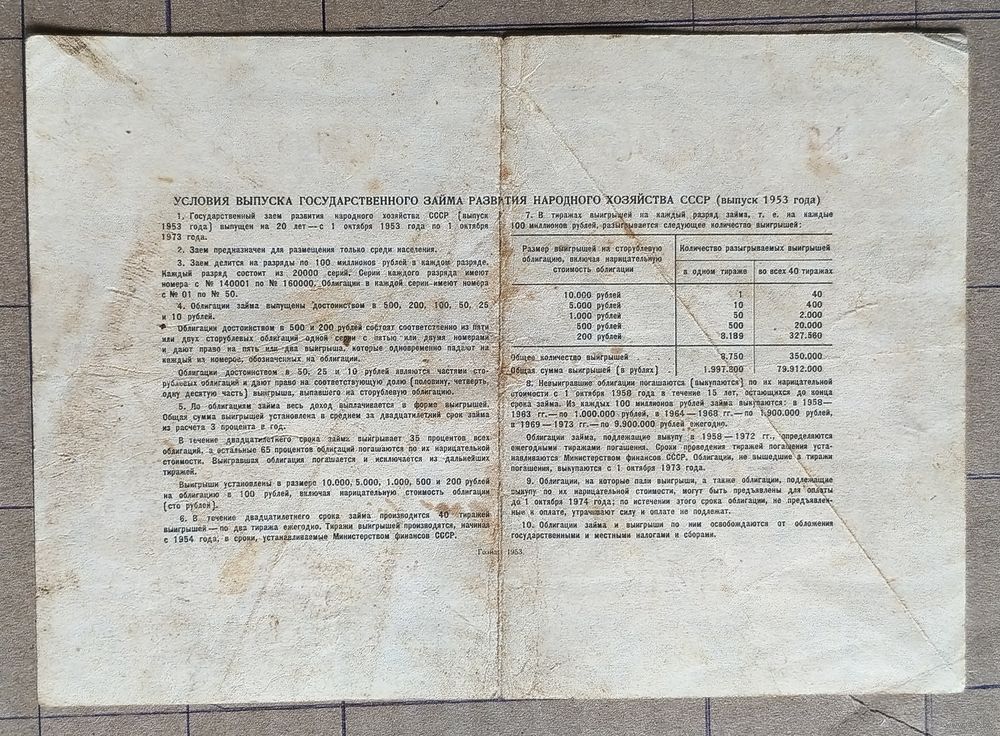 УСЛОВИЯ ВЫПУСКА ГОСУДАРСТВЕННОГО ЗАЙМА РАЗВИТИЯ НАРОДНОГО ХОЗЯЙСТВА СССР (выпуск 1953 года)
1. Государственный заем развития народного хозяйства СССР (выпуск
1953 года) выпущен на 20 лет — с 1 октября 1953 года по 1 октября
1973 года.
2. Заем предназначен для размещения только среди населения.
3. Заем делится на разряды по 100 миллионов рублей в каждом разряде.
Каждый разряд состоит из 20000 серий. Серии каждого разряда имеют
номера с № 140001 по № 160000. Облигации в каждой серии имеют номера
с № 01 по № 50.
4. Облигации займа выпущены достоинством в 500, 200, 100, 50, 25
и 10 рублей.
Облигации достоинством в 500 и 200 рублей состоят соответственно из пяти
или двух сторублевых облигаций одной серии с пятью или двумя номерами
и дают право на пять или два выигрыша, которые одновременно падают на
каждый из номеров, обозначенных на облигации.
Облигации достоинством в 50, 25 и 10 рублей являются частями сто-
рублевых облигаций и дают право на соответствующую долю (половину, четверть,
одну десятую часть) выигрыша, выпавшего на сторублевую облигацию.
5. По облигациям займа весь доход выплачивается в форме выигрышей.
Общая сумма выигрышей установлена в среднем за двадцатилетний срок займа
из расчета 3 процента в год.
В течение двадцатилетнего срока займа выигрывает 35 процентов всех
облигаций, а остальные 65 процентов облигаций погашаются по их нарицательной
стоимости. Выигравшая облигация погашается и исключается из дальнейших
тиражей.
Выигрыши установлены в размере 10.000, 5.000, 1.000, 500 и 200 рублей
на облигацию в 100 рублей, включая нарицательную стоимость облигации
(сто рублей).
6. В течение двадцатилетнего срока займа производится 40 тиражей
выигрышей — по два тиража ежегодно. Тиражи выигрышей производятся, начиная
с 1954 года, в сроки, устанавливаемые Министерством финансов СССР.
7. В тиражах выигрышей на каждый разряд займа, т. е. на каждые
100 миллионов рублей, разыгрывается следующее количество выигрышей:
Размер выигрышей на сторублевую
облигацию, включая нарицательную
стоимость облигации
Количество разыгрываемых выигрышей
в одном тираже во всех 40 тиражах
10.000 рублей 1 40
5.000 рублей 10 400
1.000 рублей 50 2.000
500 рублей 500 20.000
200 рублей 8.189 327.560
Общее количество выигрышей 8.750 350.000
Общая сумма выигрышей (в рублях) 1.997.800 79.912.000
8. Невыигравшие облигации погашаются (выкупаются) по их нарицательной
стоимости с 1 октября 1958 года в течение 15 лет, остающихся до конца
срока займа. Из каждых 100 миллионов рублей займа выкупаются: в 1958—
1963 гг. — по 1.000.000 рублей, в 1964—1968 гг. — по 1.900.000 рублей,
в 1969—1973 гг. — по 9.900.000 рублей ежегодно.
Облигации займа, подлежащие выкупу в 1958—1972 гг., определяются
ежегодными тиражами погашения. Сроки проведения тиражей погашения уста-
навливаются Министерством финансов СССР. Облигации, не вышедшие в тиражи
погашения, выкупаются с 1 октября 1973 года.
9. Облигации, на которые пали выигрыши, а также облигации, подлежащие
выкупу по их нарицательной стоимости, могут быть предъявлены для оплаты
до 1 октября 1974 года; по истечении этого срока облигации, не предъявлен-
ные к оплате, утрачивают силу и оплате не подлежат.
10. Облигации займа и выигрыши по ним освобождаются от обложения
государственными и местными налогами и сборами.
Гознак 1953.